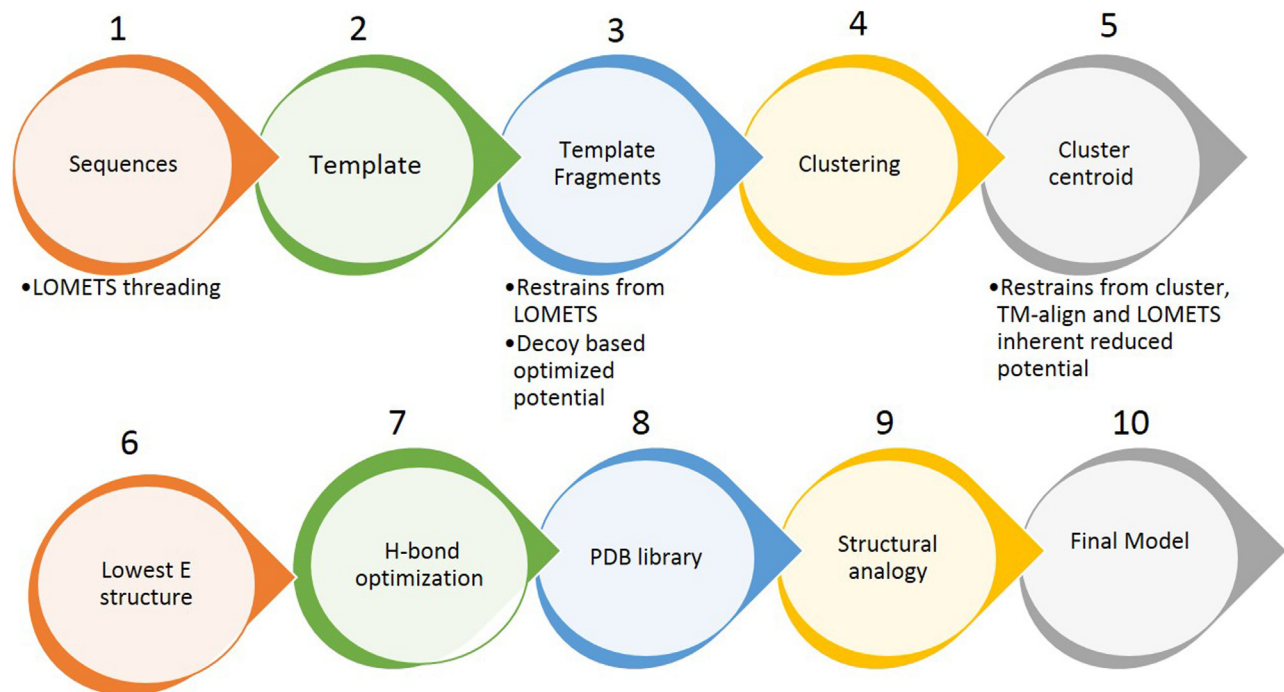 1
2
3
4
5
Sequences
Template
Template
Fragments
Clustering
Cluster
centroid
•LOMETS threading
•Restrains from
LOMETS
•Decoy based
optimized
potential
•Restrains from cluster,
TM-align and LOMETS
inherent reduced
potential
6
7
8
9
10
Lowest E
structure
H-bond
optimization
PDB library
Structural
analogy
Final Model